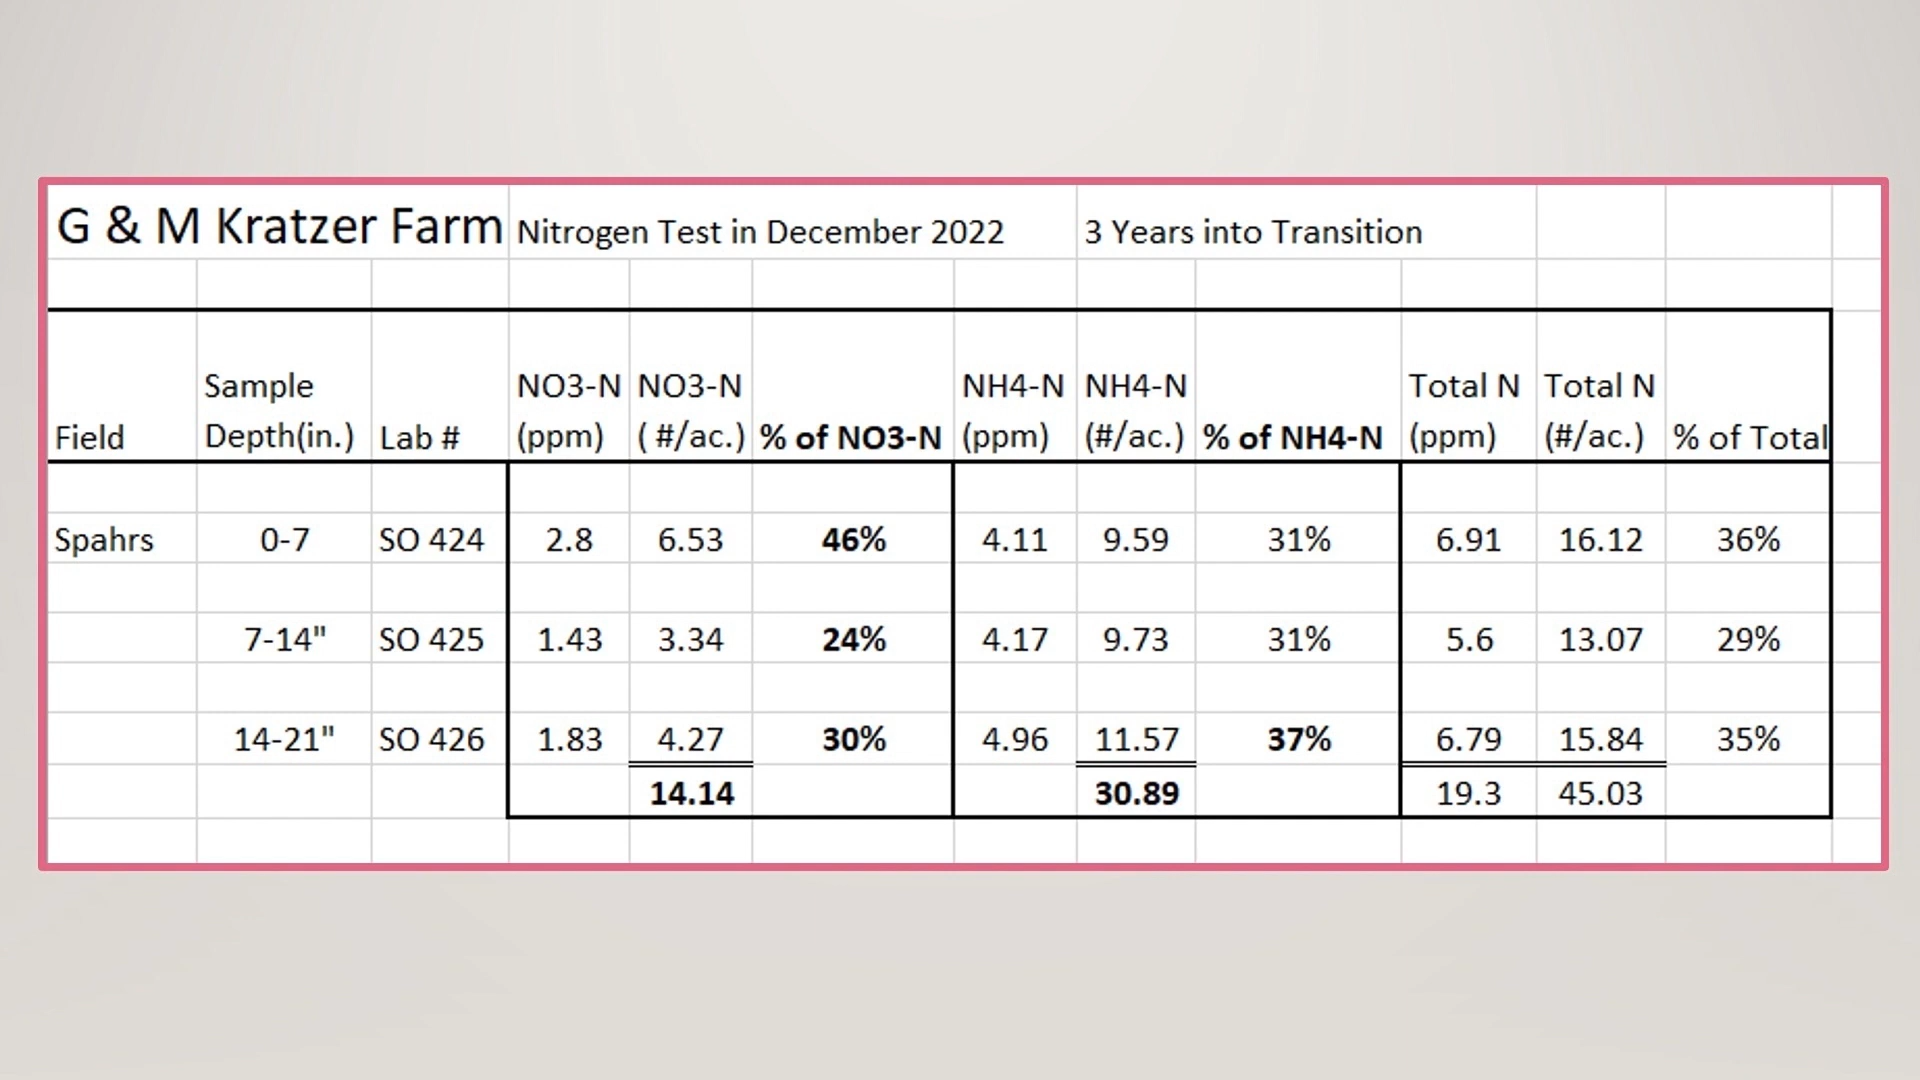 G & M Kratzer Farm Nitrogen Test in December 2022 3 Years into Transition
Sample NO3-N NO3-N NH4-N NH4-N Total N Total N
Field Depth(in.) Lab # (ppm) ( #/ac.) % of NO3-N (ppm) (#/ac.) % of NH4-N (ppm) (#/ac.) % of Total
Spahrs 0-7 SO 424 2.8 6.53 46% 4.11 9.59 31% 6.91 16.12 36%
7-14" SO 425 1.43 3.34 24% 4.17 9.73 31% 5.6 13.07 29%
14-21" SO 426 1.83 4.27 30% 4.96 11.57 37% 6.79 15.84 35%
14.14 30.89 19.3 45.03